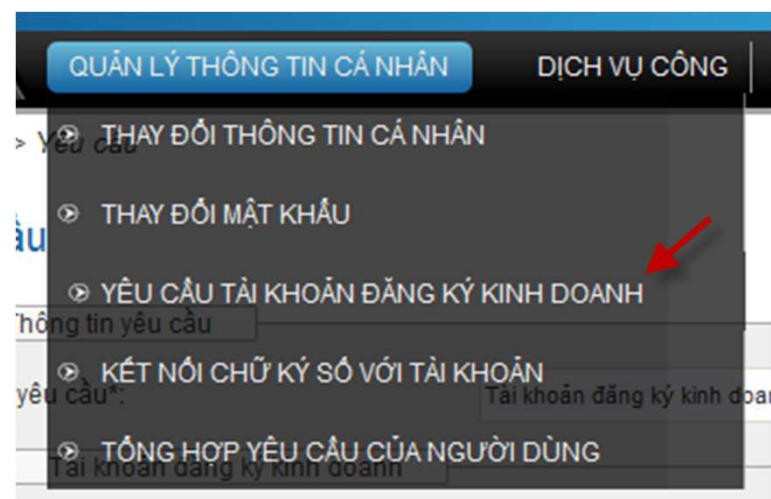 QUẢN LÝ THÔNG TIN CÁ NHÂN DỊCH VỤ CÔNG
> Yêu cầu
THAY ĐỔI THÔNG TIN CÁ NHÂN
THAY ĐỔI MẬT KHẨU
ầu
YÊU CẦU TÀI KHOẢN ĐĂNG KÝ KINH DOANH
Thông tin yêu cầu
KẾT NỐI CHỮ KÝ SỐ VỚI TÀI KHOẢN
yêu cầu*: Tài khoản đăng ký kinh doan
TỔNG HỢP YÊU CẦU CỦA NGƯỜI DÙNG
Tài khoản đăng ký kinh doanh